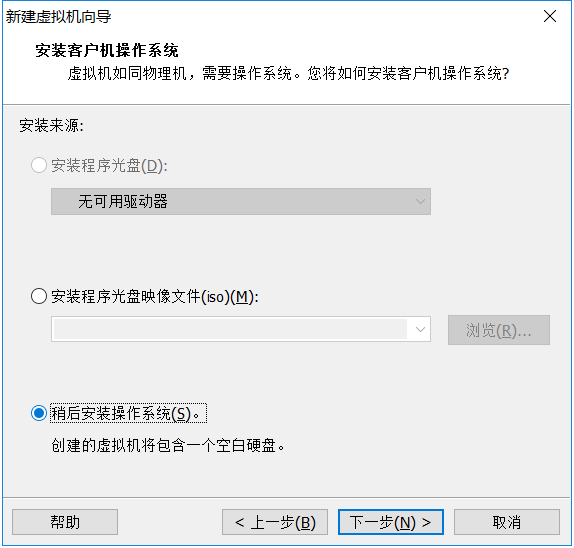 新建虚拟机向导
安装客户机操作系统
虚拟机如同物理机，需要操作系统。您将如何安装客户机操作系统?
安装来源:
安装程序光盘(D):
无可用驱动器
安装程序光盘映像文件(iso)(M):
浏览(R)...
稍后安装操作系统(S)。
创建的虚拟机将包含一个空白硬盘。
帮助
< 上一步(B)
下一步(N) >
取消